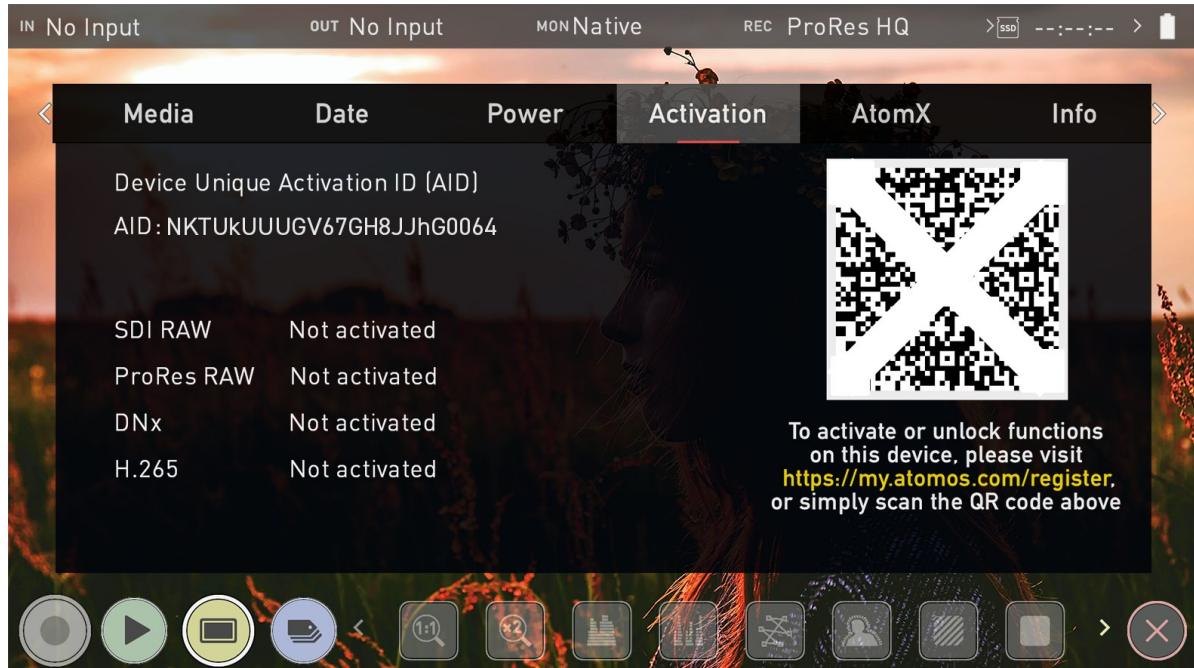 IN No Input OUT No Input MON Native REC ProRes HQ SSD --:--:--
Media Date Power Activation AtomX Info
Device Unique Activation ID (AID)
AID: NKTUkUUUGV67GH8JJhG0064
SDI RAW Not activated
ProRes RAW Not activated
DNx Not activated
H.265 Not activated
To activate or unlock functions
on this device, please visit
https://my.atomos.com/register,
or simply scan the QR code above
1:1 x2